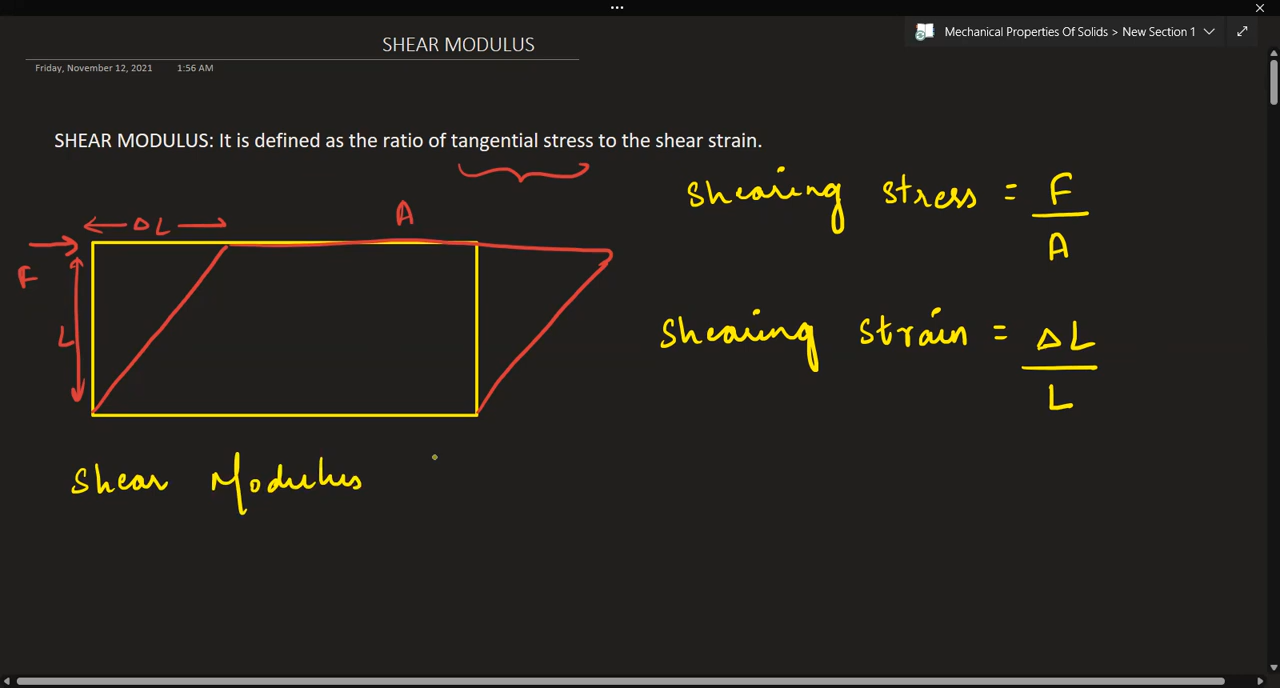 Mechanical Properties Of Solids > New Section 1
SHEAR MODULUS
Friday, November 12, 2021 1:56 AM
SHEAR MODULUS: It is defined as the ratio of tangential stress to the shear strain.
Shearing stress = F
A
← ΔL →
A
F
L
Shearing strain = ΔL
L
Shear Modulus